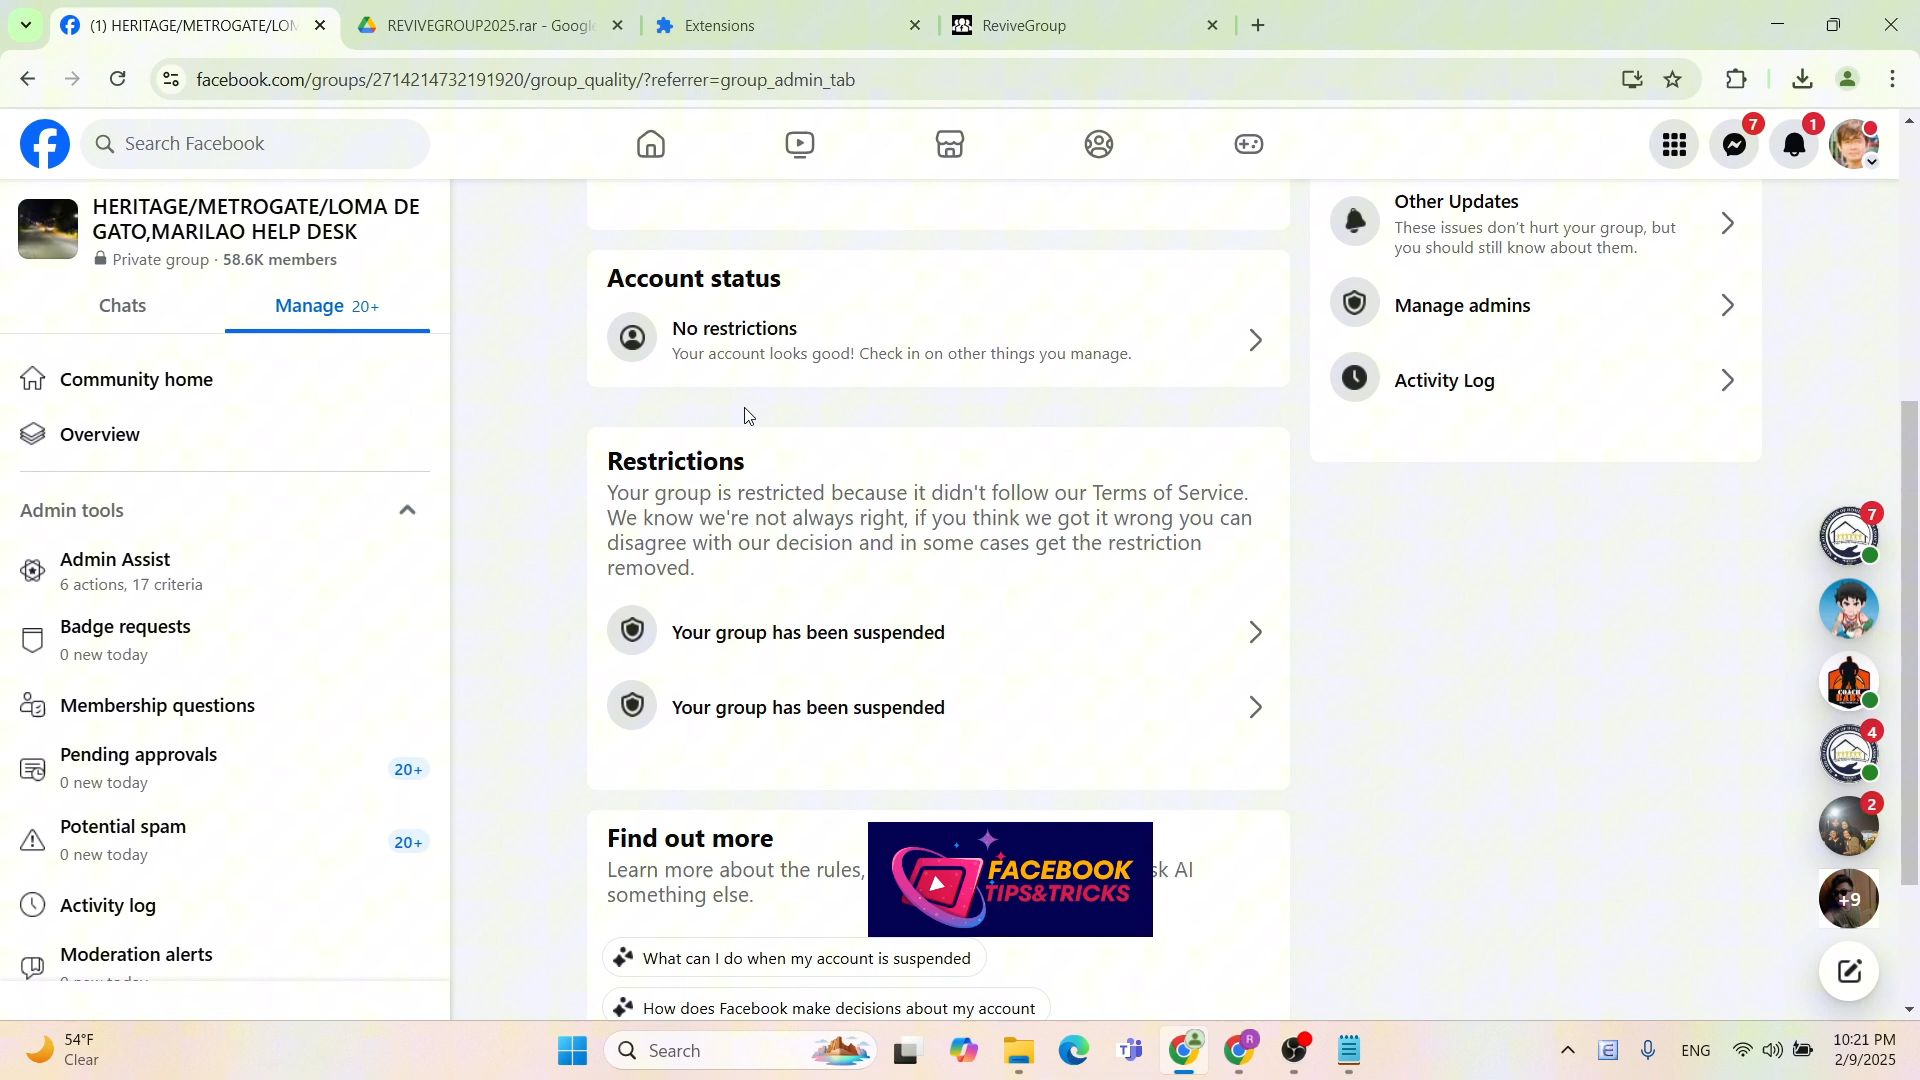 (1) HERITAGE/METROGATE/LOM
REVIVEGROUP2025.rar - Google
Extensions
ReviveGroup
facebook.com/groups/2714214732191920/group_quality/?referrer=group_admin_tab
Search Facebook
7
1
HERITAGE/METROGATE/LOMA DE
GATO,MARILAO HELP DESK
Private group · 58.6K members
Chats
Manage 20+
Community home
Overview
Admin tools
Admin Assist
6 actions, 17 criteria
Badge requests
0 new today
Membership questions
Pending approvals
0 new today
20+
Potential spam
0 new today
20+
Activity log
Moderation alerts
Account status
No restrictions
Your account looks good! Check in on other things you manage.
Restrictions
Your group is restricted because it didn't follow our Terms of Service.
We know we're not always right, if you think we got it wrong you can
disagree with our decision and in some cases get the restriction
removed.
Your group has been suspended
Your group has been suspended
Find out more
Learn more about the rules, sk AI
something else.
FACEBOOK
TIPS&TRICKS
What can I do when my account is suspended
How does Facebook make decisions about my account
Other Updates
These issues don't hurt your group, but
you should still know about them.
Manage admins
Activity Log
7
4
2
+9
54°F
Clear
Search
ENG
10:21 PM
2/9/2025